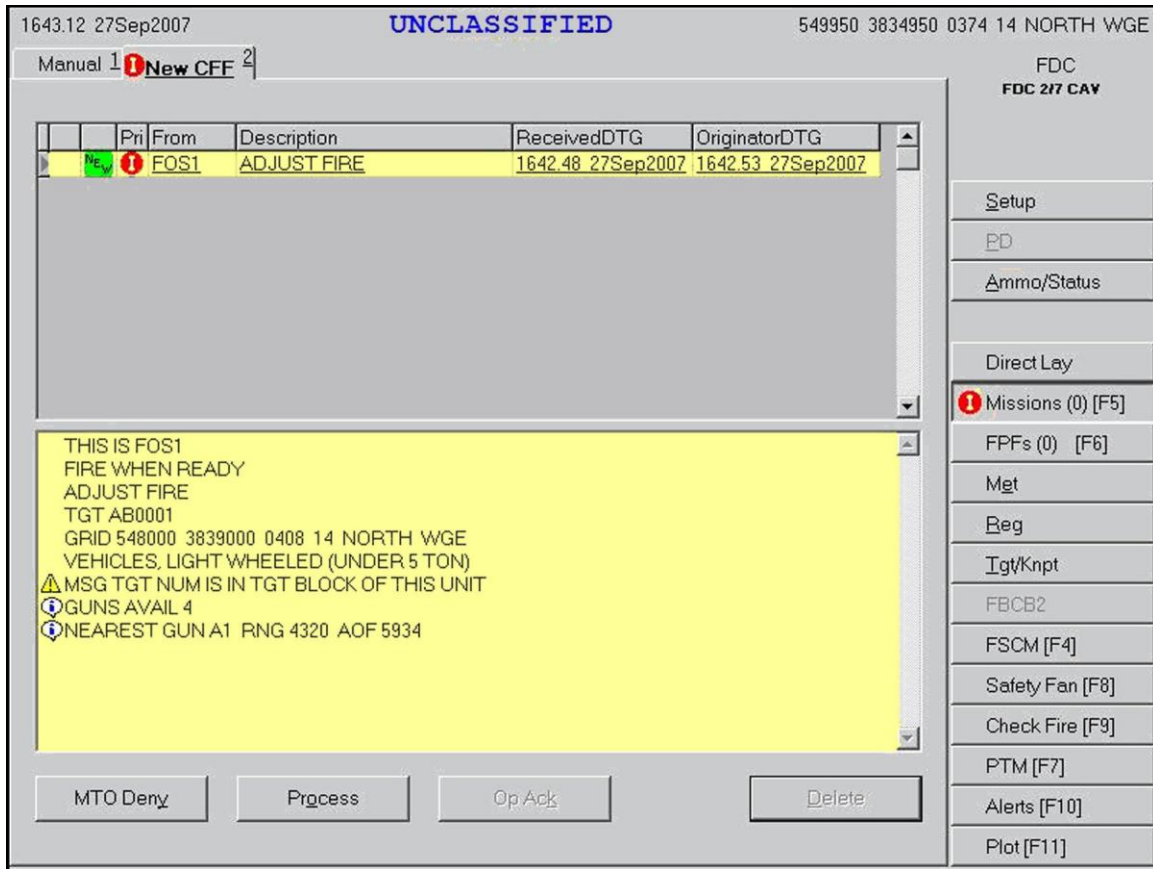 1643.12 27Sep2007 UNCLASSIFIED 549950 3834950 0374 14 NORTH WGE
Manual 1 New CFF 2
FDC
FDC 2/7 CAV
Pri From Description ReceivedDTG OriginatorDTG
NEW I FOS1 ADJUST FIRE 1642.48 27Sep2007 1642.53 27Sep2007
THIS IS FOS1
FIRE WHEN READY
ADJUST FIRE
TGT AB0001
GRID 548000 3839000 0408 14 NORTH WGE
VEHICLES, LIGHT WHEELED (UNDER 5 TON)
MSG TGT NUM IS IN TGT BLOCK OF THIS UNIT
GUNS AVAIL 4
NEAREST GUN A1 RNG 4320 AOF 5934
MTO Deny Process Op Ack Delete
Setup
PD
Ammo/Status
Direct Lay
Missions (0) [F5]
FPFs (0) [F6]
Met
Reg
Tgt/Knpt
FBCB2
FSCM [F4]
Safety Fan [F8]
Check Fire [F9]
PTM [F7]
Alerts [F10]
Plot [F11]